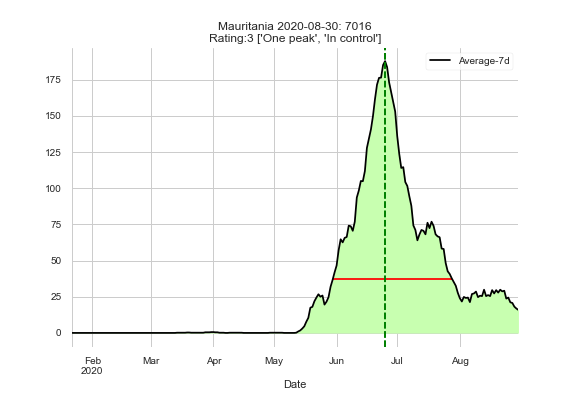 Mauritania 2020-08-30: 7016
Rating:3 ['One peak', 'In control']
Average-7d
175
150
125
100
75
50
25
0
Feb Mar Apr May Jun Jul Aug
2020
Date